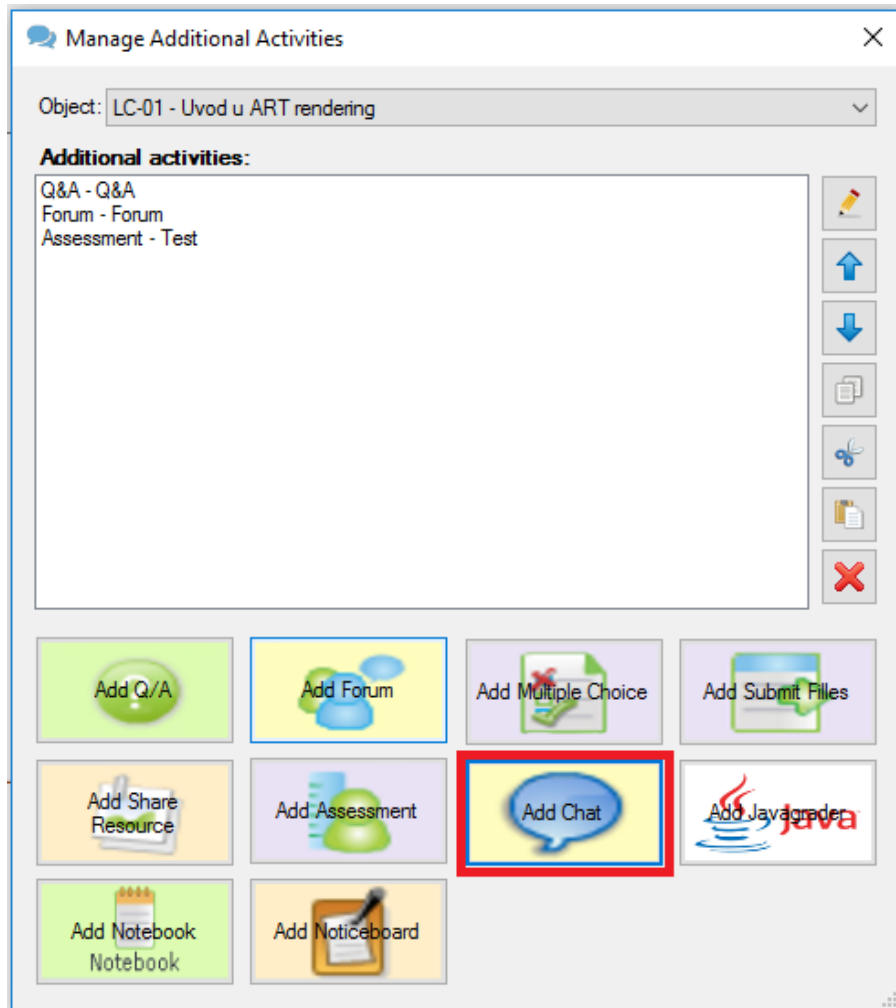 Manage Additional Activities
Object: LC-01 - Uvod u ART rendering
Additional activities:
Q&A - Q&A
Forum - Forum
Assessment - Test
Add Q/A
Add Forum
Add Multiple Choice
Add Submit Files
Add Share
Resource
Add Assessment
Add Chat
Add Javagrader
Java
Add Notebook
Notebook
Add Noticeboard